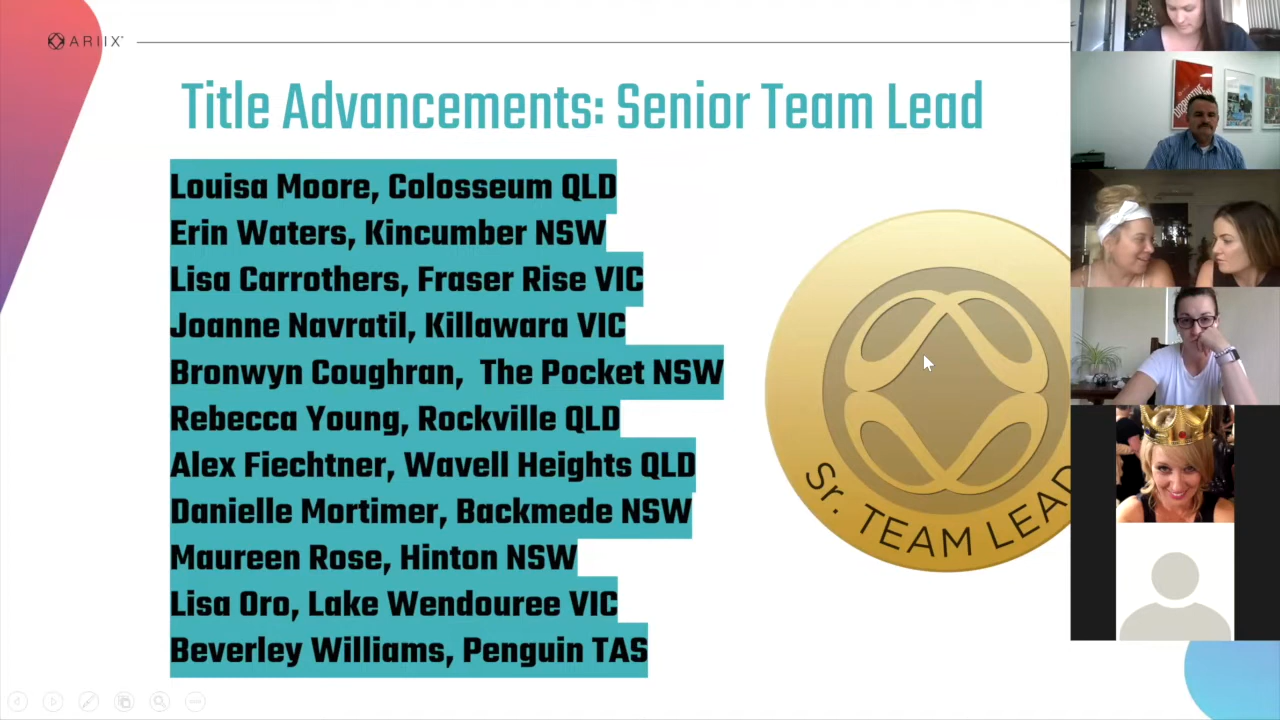 ARIIX
Title Advancements: Senior Team Lead
Louisa Moore, Colosseum QLD
Erin Waters, Kincumber NSW
Lisa Carrothers, Fraser Rise VIC
Joanne Navratil, Killawara VIC
Bronwyn Coughran, The Pocket NSW
Rebecca Young, Rockville QLD
Alex Fiechtner, Wavell Heights QLD
Danielle Mortimer, Backmede NSW
Maureen Rose, Hinton NSW
Lisa Oro, Lake Wendouree VIC
Beverley Williams, Penguin TAS
Sr. TEAM LEAD